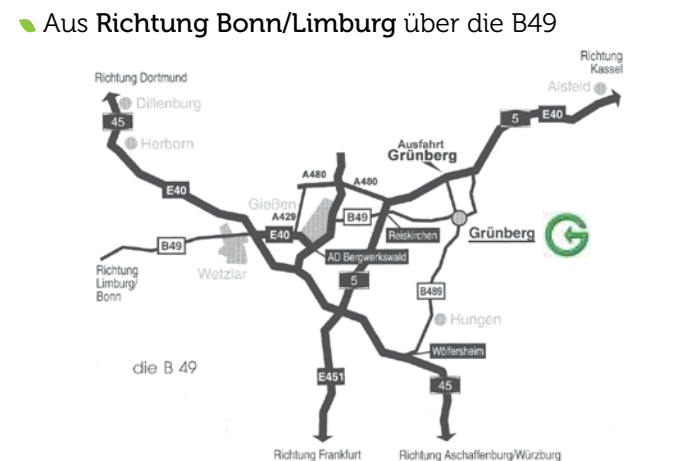 Aus Richtung Bonn/Limburg über die B49
Richtung
Kassel
Richtung Dortmund
Alsfeld
Dillenburg
45
5
E40
Herborn
Ausfahrt
Grünberg
A480
A480
E40
Gießen
A429
B49
E40
Reiskirchen
Grünberg
B49
AD Bergwerkswald
Richtung
Limburg/
Bonn
Wetzlar
5
B489
Hungen
Wölfersheim
die B 49
E451
45
Richtung Frankfurt
Richtung Aschaffenburg/Würzburg